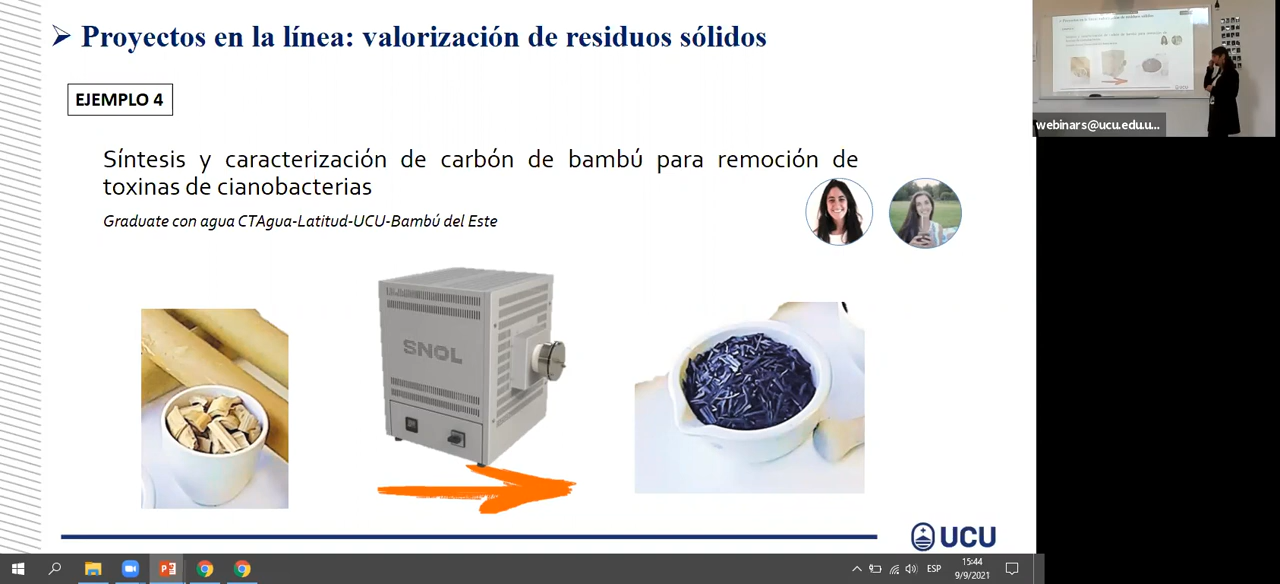 Proyectos en la línea: valorización de residuos sólidos
EJEMPLO 4
Síntesis y caracterización de carbón de bambú para remoción de
toxinas de cianobacterias
Graduate con agua CTAgua-Latitud-UCU-Bambú del Este
SNOL
UCU
webinars@ucu.edu.u...
ESP
15:44
9/9/2021